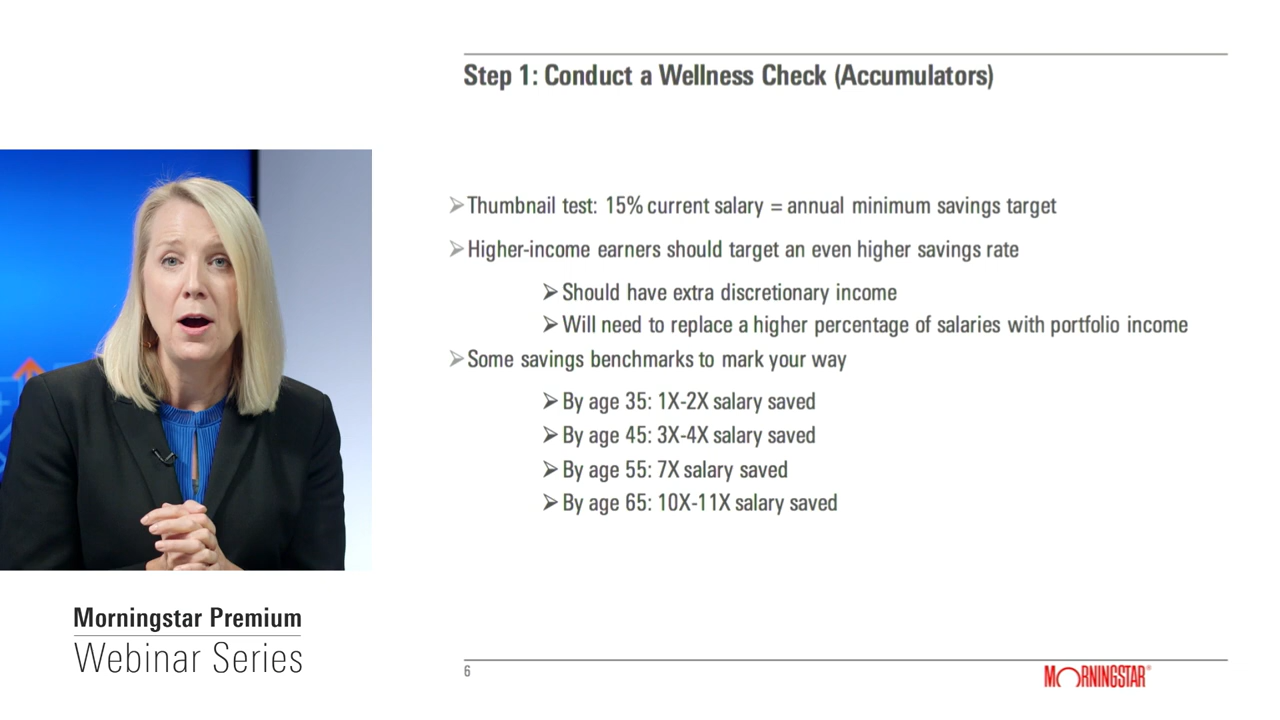 Step 1: Conduct a Wellness Check (Accumulators)
➢Thumbnail test: 15% current salary = annual minimum savings target
➢Higher-income earners should target an even higher savings rate
➢Should have extra discretionary income
➢Will need to replace a higher percentage of salaries with portfolio income
➢Some savings benchmarks to mark your way
➢By age 35: 1X-2X salary saved
➢By age 45: 3X-4X salary saved
➢By age 55: 7X salary saved
➢By age 65: 10X-11X salary saved
Morningstar Premium
Webinar Series
6
MORNINGSTAR®